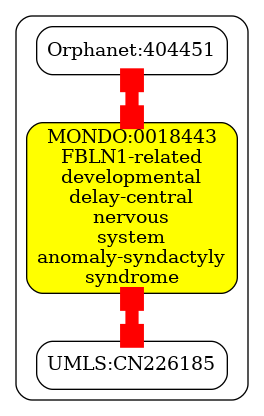 Orphanet:404451
MONDO:0018443
FBLN1-related
developmental
delay-central
nervous
system
anomaly-syndactyly
syndrome
UMLS:CN226185